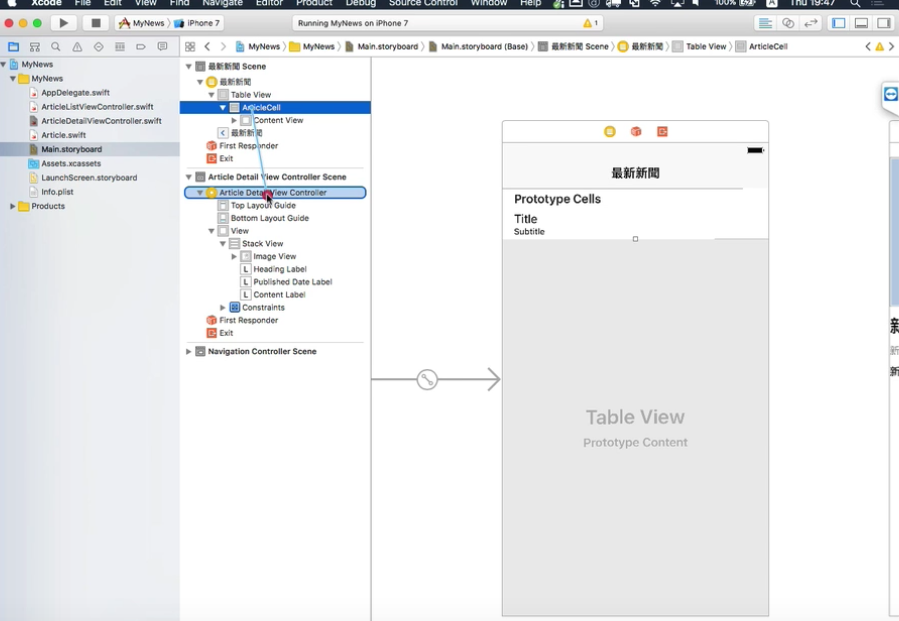 Xcode File Edit View Find Navigate Editor Product Debug Source Control Window Help 100% Thu 19:47
MyNews iPhone 7 Running MyNews on iPhone 7 1
MyNews MyNews Main.storyboard Main.storyboard (Base) 最新新聞 Scene 最新新聞 Table View ArticleCell
MyNews
MyNews
AppDelegate.swift
ArticleListViewController.swift
ArticleDetailViewController.swift
Article.swift
Main.storyboard
Assets.xcassets
LaunchScreen.storyboard
Info.plist
Products
最新新聞 Scene
最新新聞
Table View
ArticleCell
Content View
最新新聞
First Responder
Exit
Article Detail View Controller Scene
Article Detail View Controller
Top Layout Guide
Bottom Layout Guide
View
Stack View
Image View
L Heading Label
L Published Date Label
L Content Label
Constraints
First Responder
Exit
Navigation Controller Scene
最新新聞
Prototype Cells
Title
Subtitle
Table View
Prototype Content
新
新
新